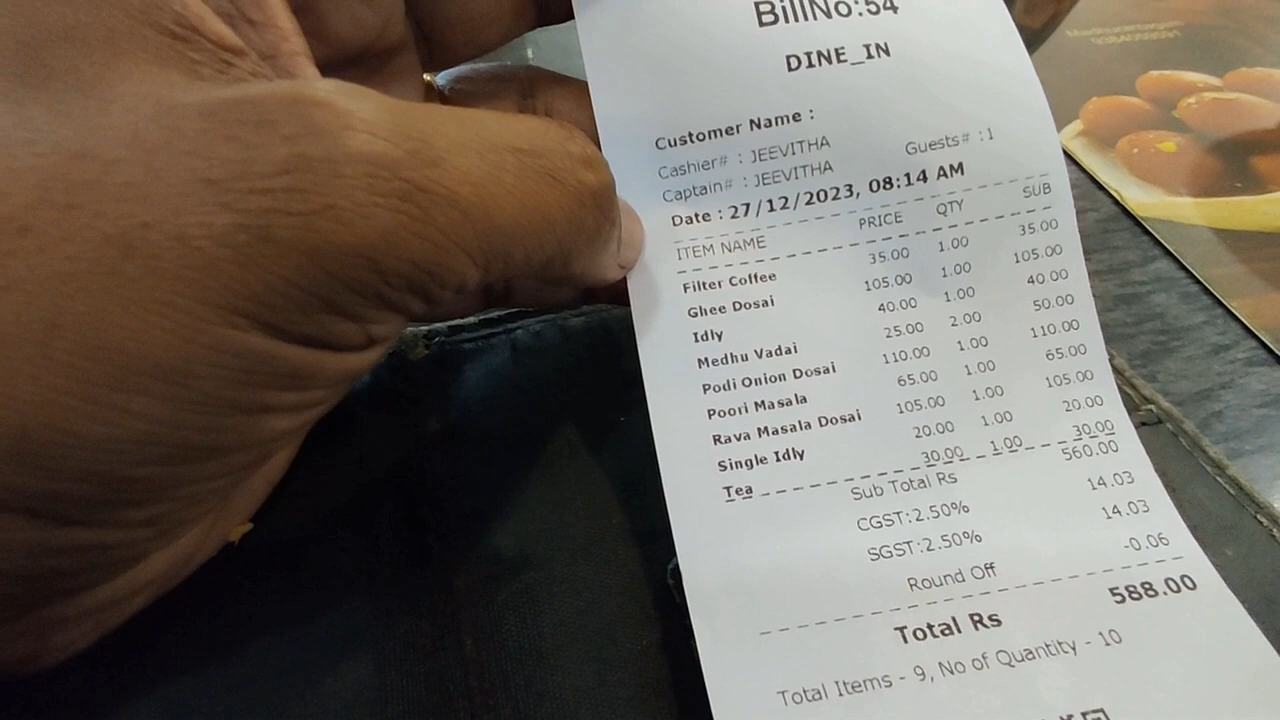 BillNo:54
DINE_IN
Customer Name :
Cashier# : JEEVITHA Guests# :1
Captain# : JEEVITHA
Date : 27/12/2023, 08:14 AM
ITEM NAME PRICE QTY SUB
Filter Coffee 35.00 1.00 35.00
Ghee Dosai 105.00 1.00 105.00
Idly 40.00 1.00 40.00
Medhu Vadai 25.00 2.00 50.00
Podi Onion Dosai 110.00 1.00 110.00
Poori Masala 65.00 1.00 65.00
Rava Masala Dosai 105.00 1.00 105.00
Single Idly 20.00 1.00 20.00
Tea 30.00 1.00 30.00
Sub Total Rs 560.00
CGST:2.50% 14.03
SGST:2.50% 14.03
Round Off -0.06
Total Rs 588.00
Total Items - 9, No of Quantity - 10